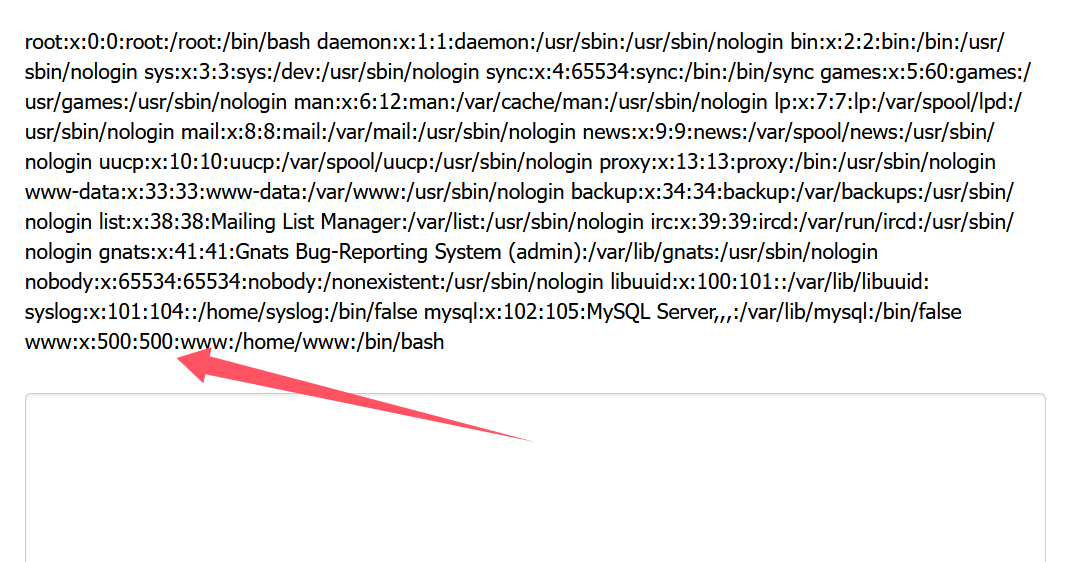 root:x:0:0:root:/root:/bin/bash daemon:x:1:1:daemon:/usr/sbin:/usr/sbin/nologin bin:x:2:2:bin:/bin:/usr/
sbin/nologin sys:x:3:3:sys:/dev:/usr/sbin/nologin sync:x:4:65534:sync:/bin:/bin/sync games:x:5:60:games:/
usr/games:/usr/sbin/nologin man:x:6:12:man:/var/cache/man:/usr/sbin/nologin lp:x:7:7:lp:/var/spool/lpd:/
usr/sbin/nologin mail:x:8:8:mail:/var/mail:/usr/sbin/nologin news:x:9:9:news:/var/spool/news:/usr/sbin/
nologin uucp:x:10:10:uucp:/var/spool/uucp:/usr/sbin/nologin proxy:x:13:13:proxy:/bin:/usr/sbin/nologin
www-data:x:33:33:www-data:/var/www:/usr/sbin/nologin backup:x:34:34:backup:/var/backups:/usr/sbin/
nologin list:x:38:38:Mailing List Manager:/var/list:/usr/sbin/nologin irc:x:39:39:ircd:/var/run/ircd:/usr/sbin/
nologin gnats:x:41:41:Gnats Bug-Reporting System (admin):/var/lib/gnats:/usr/sbin/nologin
nobody:x:65534:65534:nobody:/nonexistent:/usr/sbin/nologin libuuid:x:100:101::/var/lib/libuuid:
syslog:x:101:104::/home/syslog:/bin/false mysql:x:102:105:MySQL Server,,,:/var/lib/mysql:/bin/false
www:x:500:500:www:/home/www:/bin/bash